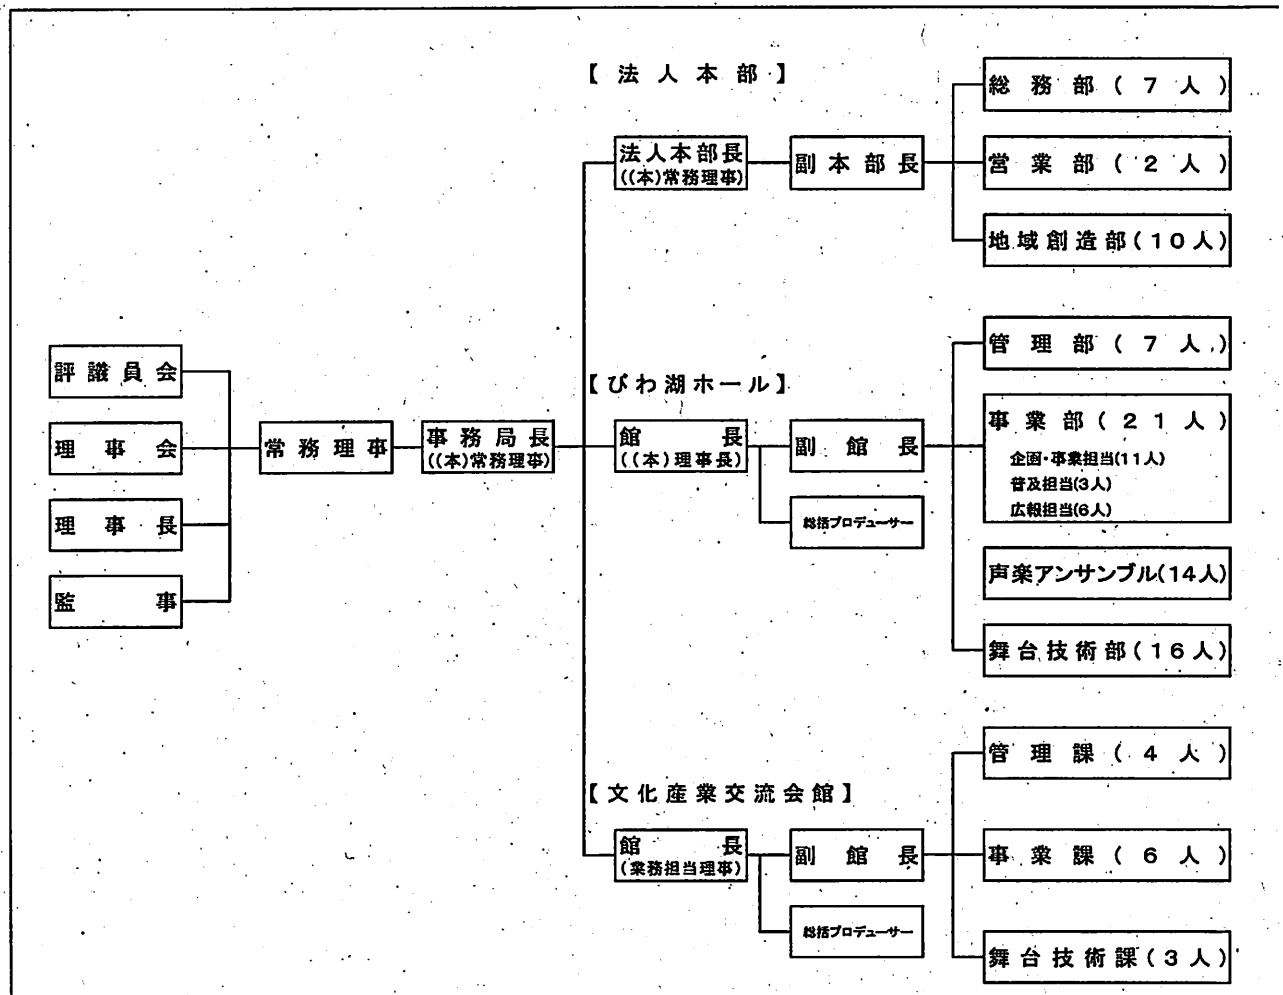 評議員会
理事会
理事長
監事
常務理事
事務局長
((本)常務理事)
【法人本部】
法人本部長
((本)常務理事)
副本部長
総務部(7人)
営業部(2人)
地域創造部(10人)
【びわ湖ホール】
館長
((本)理事長)
副館長
総括プロデューサー
管理部(7人)
事業部(21人)
企画・事業担当(11人)
普及担当(3人)
広報担当(6人)
声楽アンサンブル(14人)
舞台技術部(16人)
【文化産業交流会館】
館長
(業務担当理事)
副館長
総括プロデューサー
管理課(4人)
事業課(6人)
舞台技術課(3人)